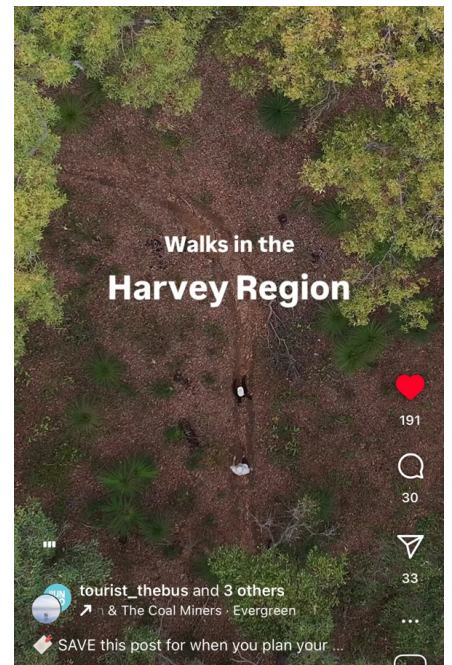 Walks in the
Harvey Region
191
30
33
tourist_thebus and 3 others
& The Coal Miners · Evergreen
SAVE this post for when you plan your ...